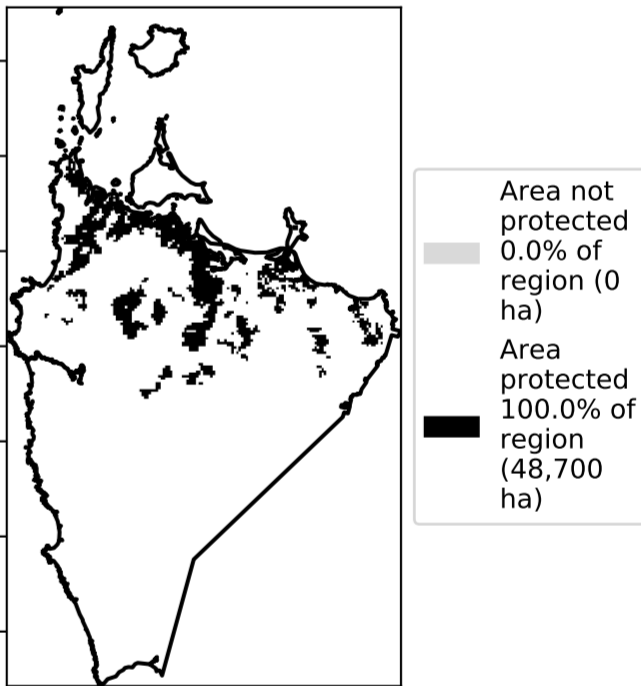 Area not
protected
0.0% of
region (0
ha)
Area
protected
100.0% of
region
(48,700
ha)